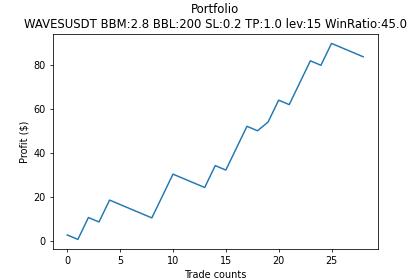 Portfolio
WAVESUSDT BBM:2.8 BBL:200 SL:0.2 TP:1.0 lev:15 WinRatio:45.0
80
60
40
20
0
Profit ($)
0 5 10 15 20 25
Trade counts